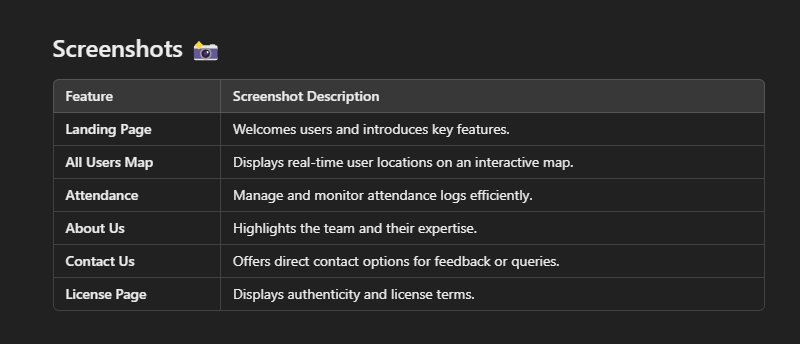 Screenshots 📸
Feature Screenshot Description
Landing Page Welcomes users and introduces key features.
All Users Map Displays real-time user locations on an interactive map.
Attendance Manage and monitor attendance logs efficiently.
About Us Highlights the team and their expertise.
Contact Us Offers direct contact options for feedback or queries.
License Page Displays authenticity and license terms.